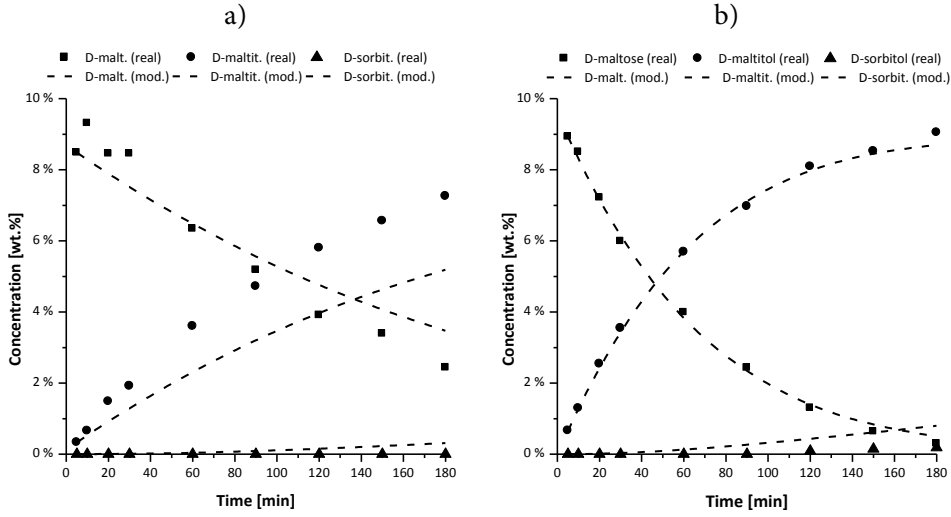 a)
D-malt. (real) D-maltit. (real) D-sorbit. (real)
D-malt. (mod.) D-maltit. (mod.) D-sorbit. (mod.)
10 %
8 %
6 %
4 %
2 %
0 %
Concentration [wt.%]
0 20 40 60 80 100 120 140 160 180
Time [min]
b)
D-maltose (real) D-maltitol (real) D-sorbitol (real)
D-malt. (mod.) D-maltit. (mod.) D-sorbit. (mod.)
10 %
8 %
6 %
4 %
2 %
0 %
Concentration [wt.%]
0 20 40 60 80 100 120 140 160 180
Time [min]